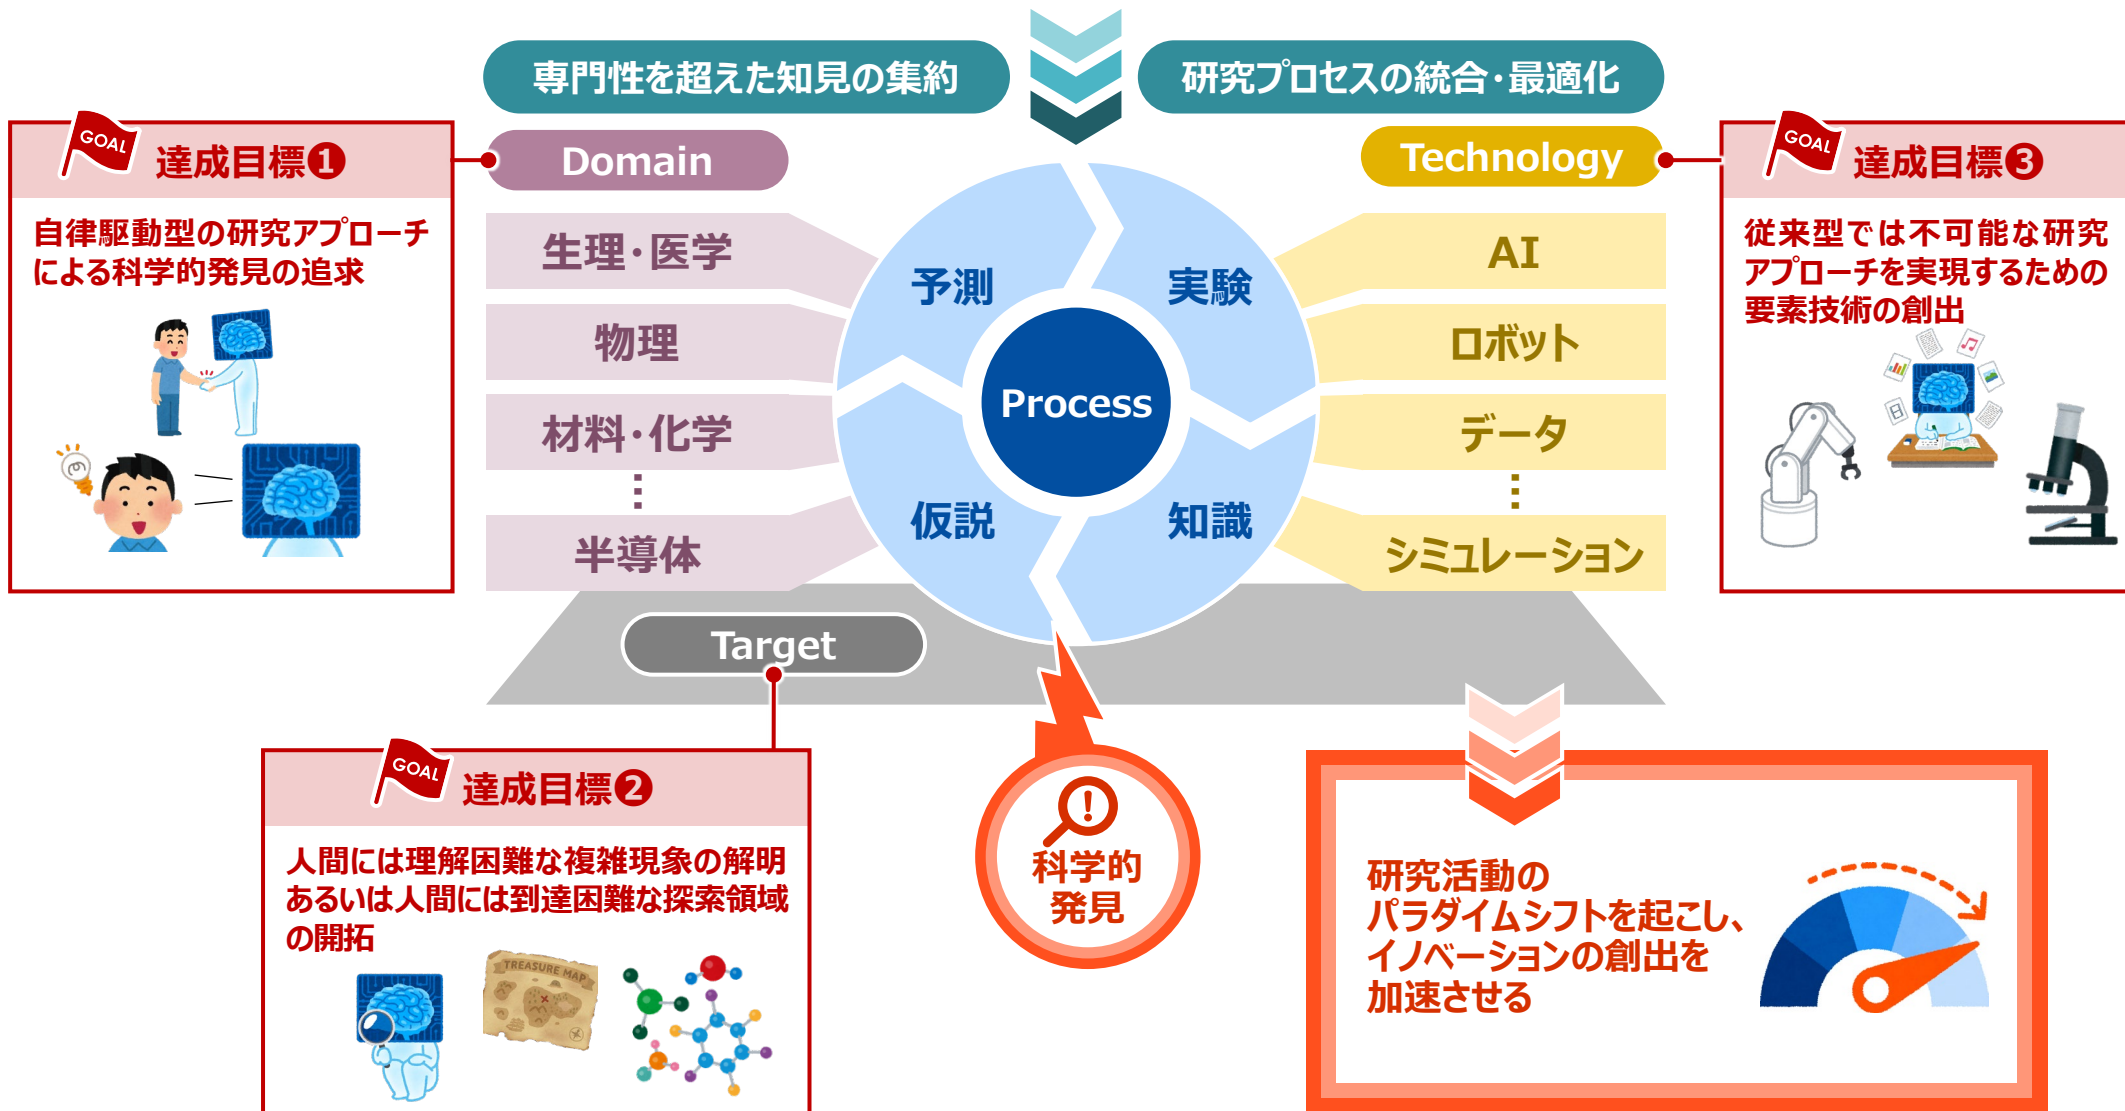 専門性を超えた知見の集約
研究プロセスの統合・最適化
GOAL
達成目標❶
自律駆動型の研究アプローチ
による科学的発見の追求
Domain
生理・医学
物理
材料・化学
⋮
半導体
予測
実験
Process
仮説
知識
Technology
AI
ロボット
データ
⋮
シミュレーション
GOAL
達成目標❸
従来型では不可能な研究
アプローチを実現するための
要素技術の創出
Target
GOAL
達成目標❷
人間には理解困難な複雑現象の解明
あるいは人間には到達困難な探索領域
の開拓
TREASURE MAP
科学的
発見
研究活動の
パラダイムシフトを起こし、
イノベーションの創出を
加速させる